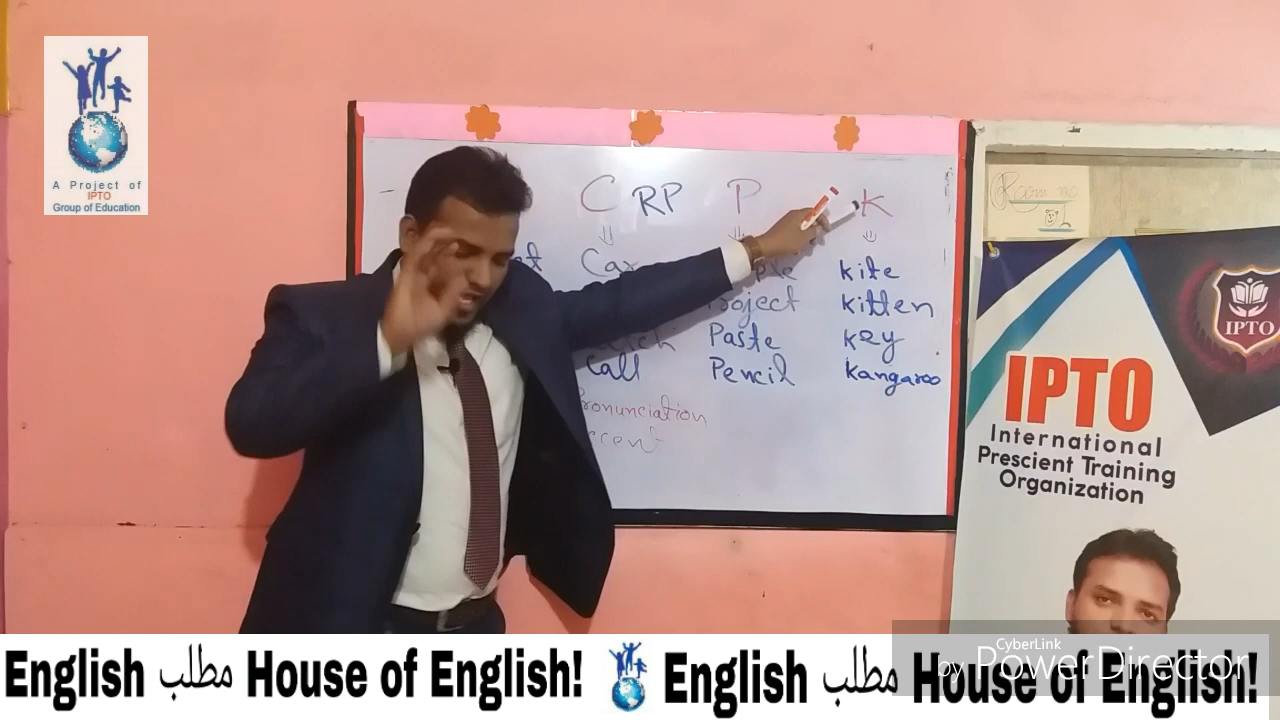 A Project of
IPTO
Group of Education
C RP P K
Car
kite
Project kitten
Paste key
Call Pencil kangaroo
Pronunciation
Room no
IPTO
IPTO
International
Prescient Training
Organization
English مطلب House of English! English مطلب House of English!
CyberLink
by PowerDirector